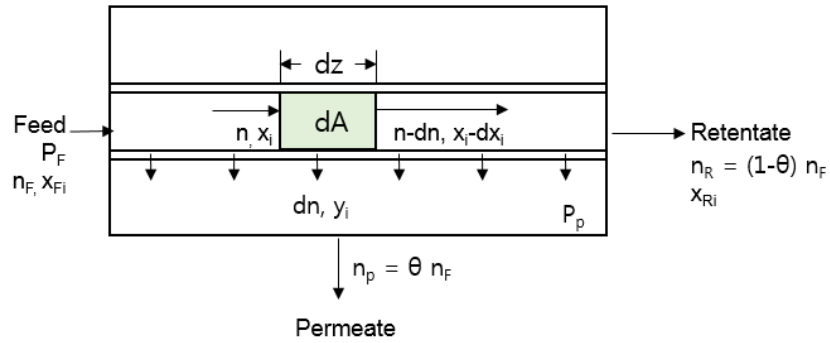 dz
Feed
P_F
n_F, x_Fi
n, x_i
dA
n-dn, x_i-dx_i
Retentate
n_R = (1-θ) n_F
x_Ri
dn, y_i
P_p
n_p = θ n_F
Permeate